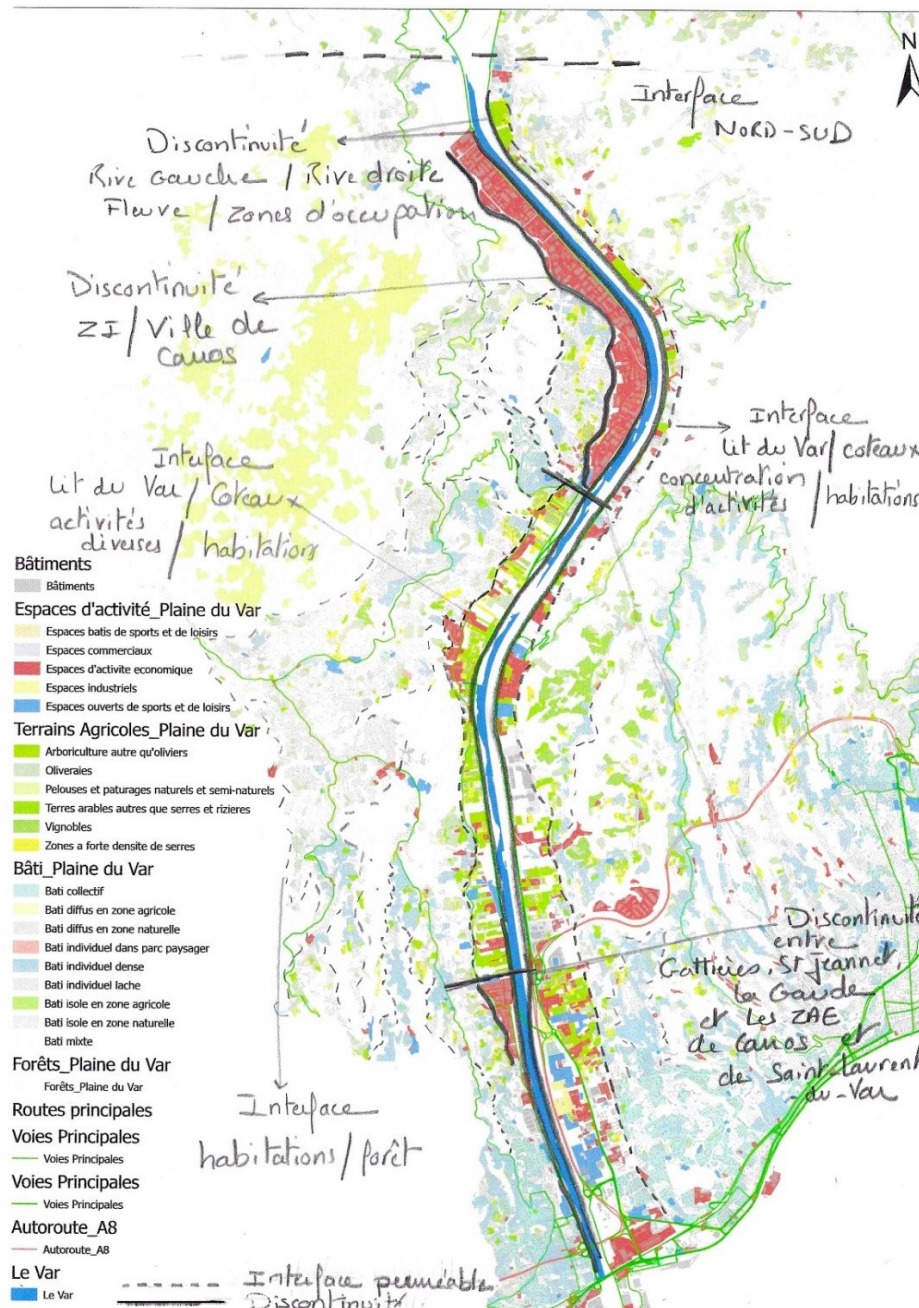 N
Interface
NORD-SUD
Discontinuité
Rive Gauche / Rive droite
Fleuve / zones d'occupation
Discontinuité
ZI / Ville de
Carros
Interface
Lit du Var / coteaux
concentration
d'activités / habitations
Interface
Lit du Var / Coteaux
activités
diverses / habitations
Bâtiments
Bâtiments
Espaces d'activité_Plaine du Var
Espaces batis de sports et de loisirs
Espaces commerciaux
Espaces d'activite economique
Espaces industriels
Espaces ouverts de sports et de loisirs
Terrains Agricoles_Plaine du Var
Arboriculture autre qu'oliviers
Oliveraies
Pelouses et paturages naturels et semi-naturels
Terres arables autres que serres et rizieres
Vignobles
Zones a forte densite de serres
Bâti_Plaine du Var
Bati collectif
Bati diffus en zone agricole
Bati diffus en zone naturelle
Bati individuel dans parc paysager
Bati individuel dense
Bati individuel lache
Bati isole en zone agricole
Bati isole en zone naturelle
Bati mixte
Forêts_Plaine du Var
Forêts_Plaine du Var
Routes principales
Voies Principales
Voies Principales
Voies Principales
Voies Principales
Autoroute_A8
Autoroute_A8
Le Var
Le Var
Discontinuité
entre
Gattières, St Jeannet,
la Gaude
et Les ZAE
de Carros et
de Saint-Laurent
-du-Var
Interface
habitations / forêt
Interface perméable
Discontinuité